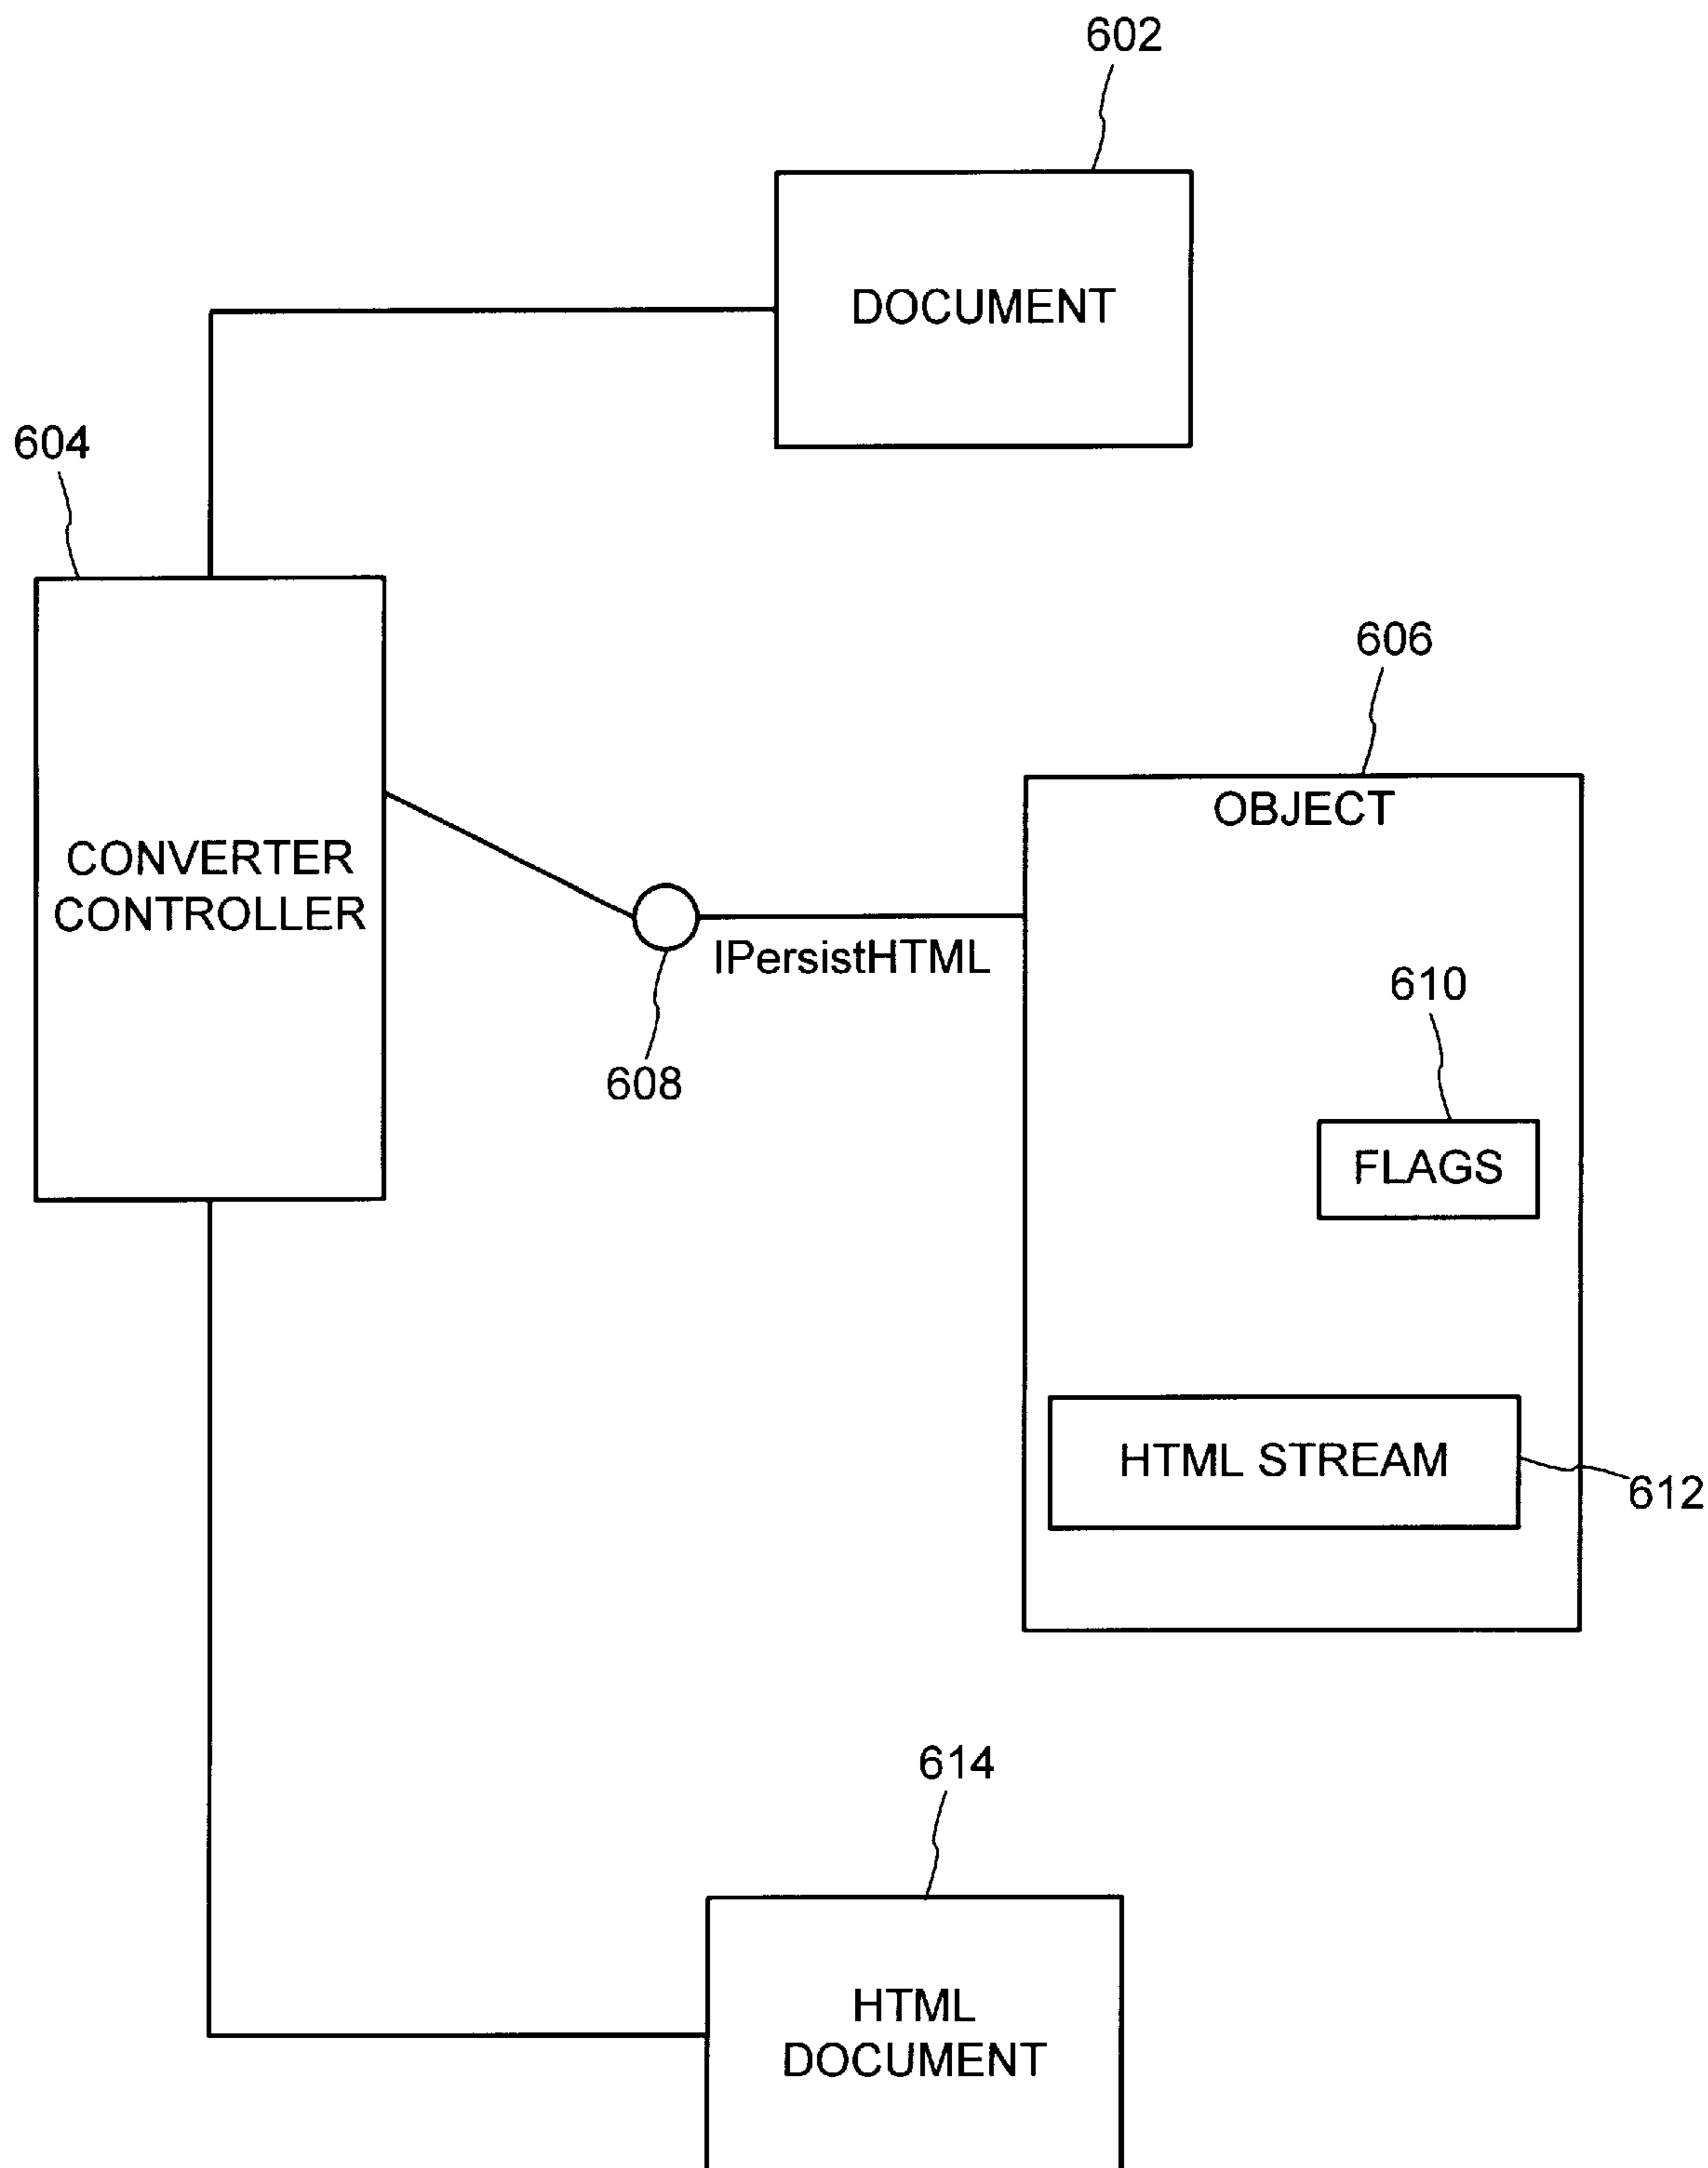 602
DOCUMENT
604
CONVERTER
CONTROLLER
606
OBJECT
IPersistHTML
608
610
FLAGS
HTML STREAM
612
614
HTML
DOCUMENT